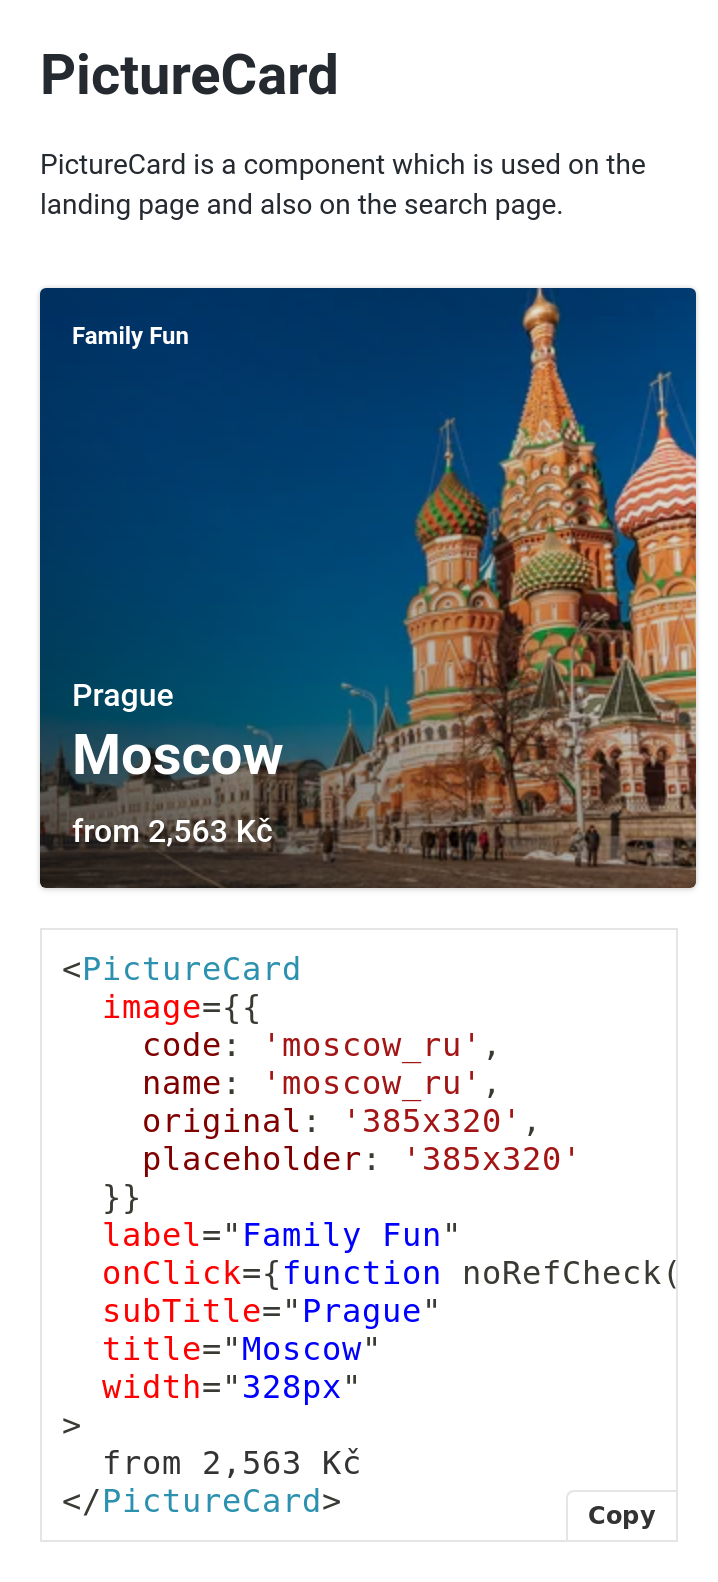 PictureCard
PictureCard is a component which is used on the
landing page and also on the search page.
Family Fun
Prague
Moscow
from 2,563 Kč
<PictureCard
  image={{
    code: 'moscow_ru',
    name: 'moscow_ru',
    original: '385x320',
    placeholder: '385x320'
  }}
  label="Family Fun"
  onClick={function noRefCheck(
  subTitle="Prague"
  title="Moscow"
  width="328px"
>
  from 2,563 Kč
</PictureCard>
Copy